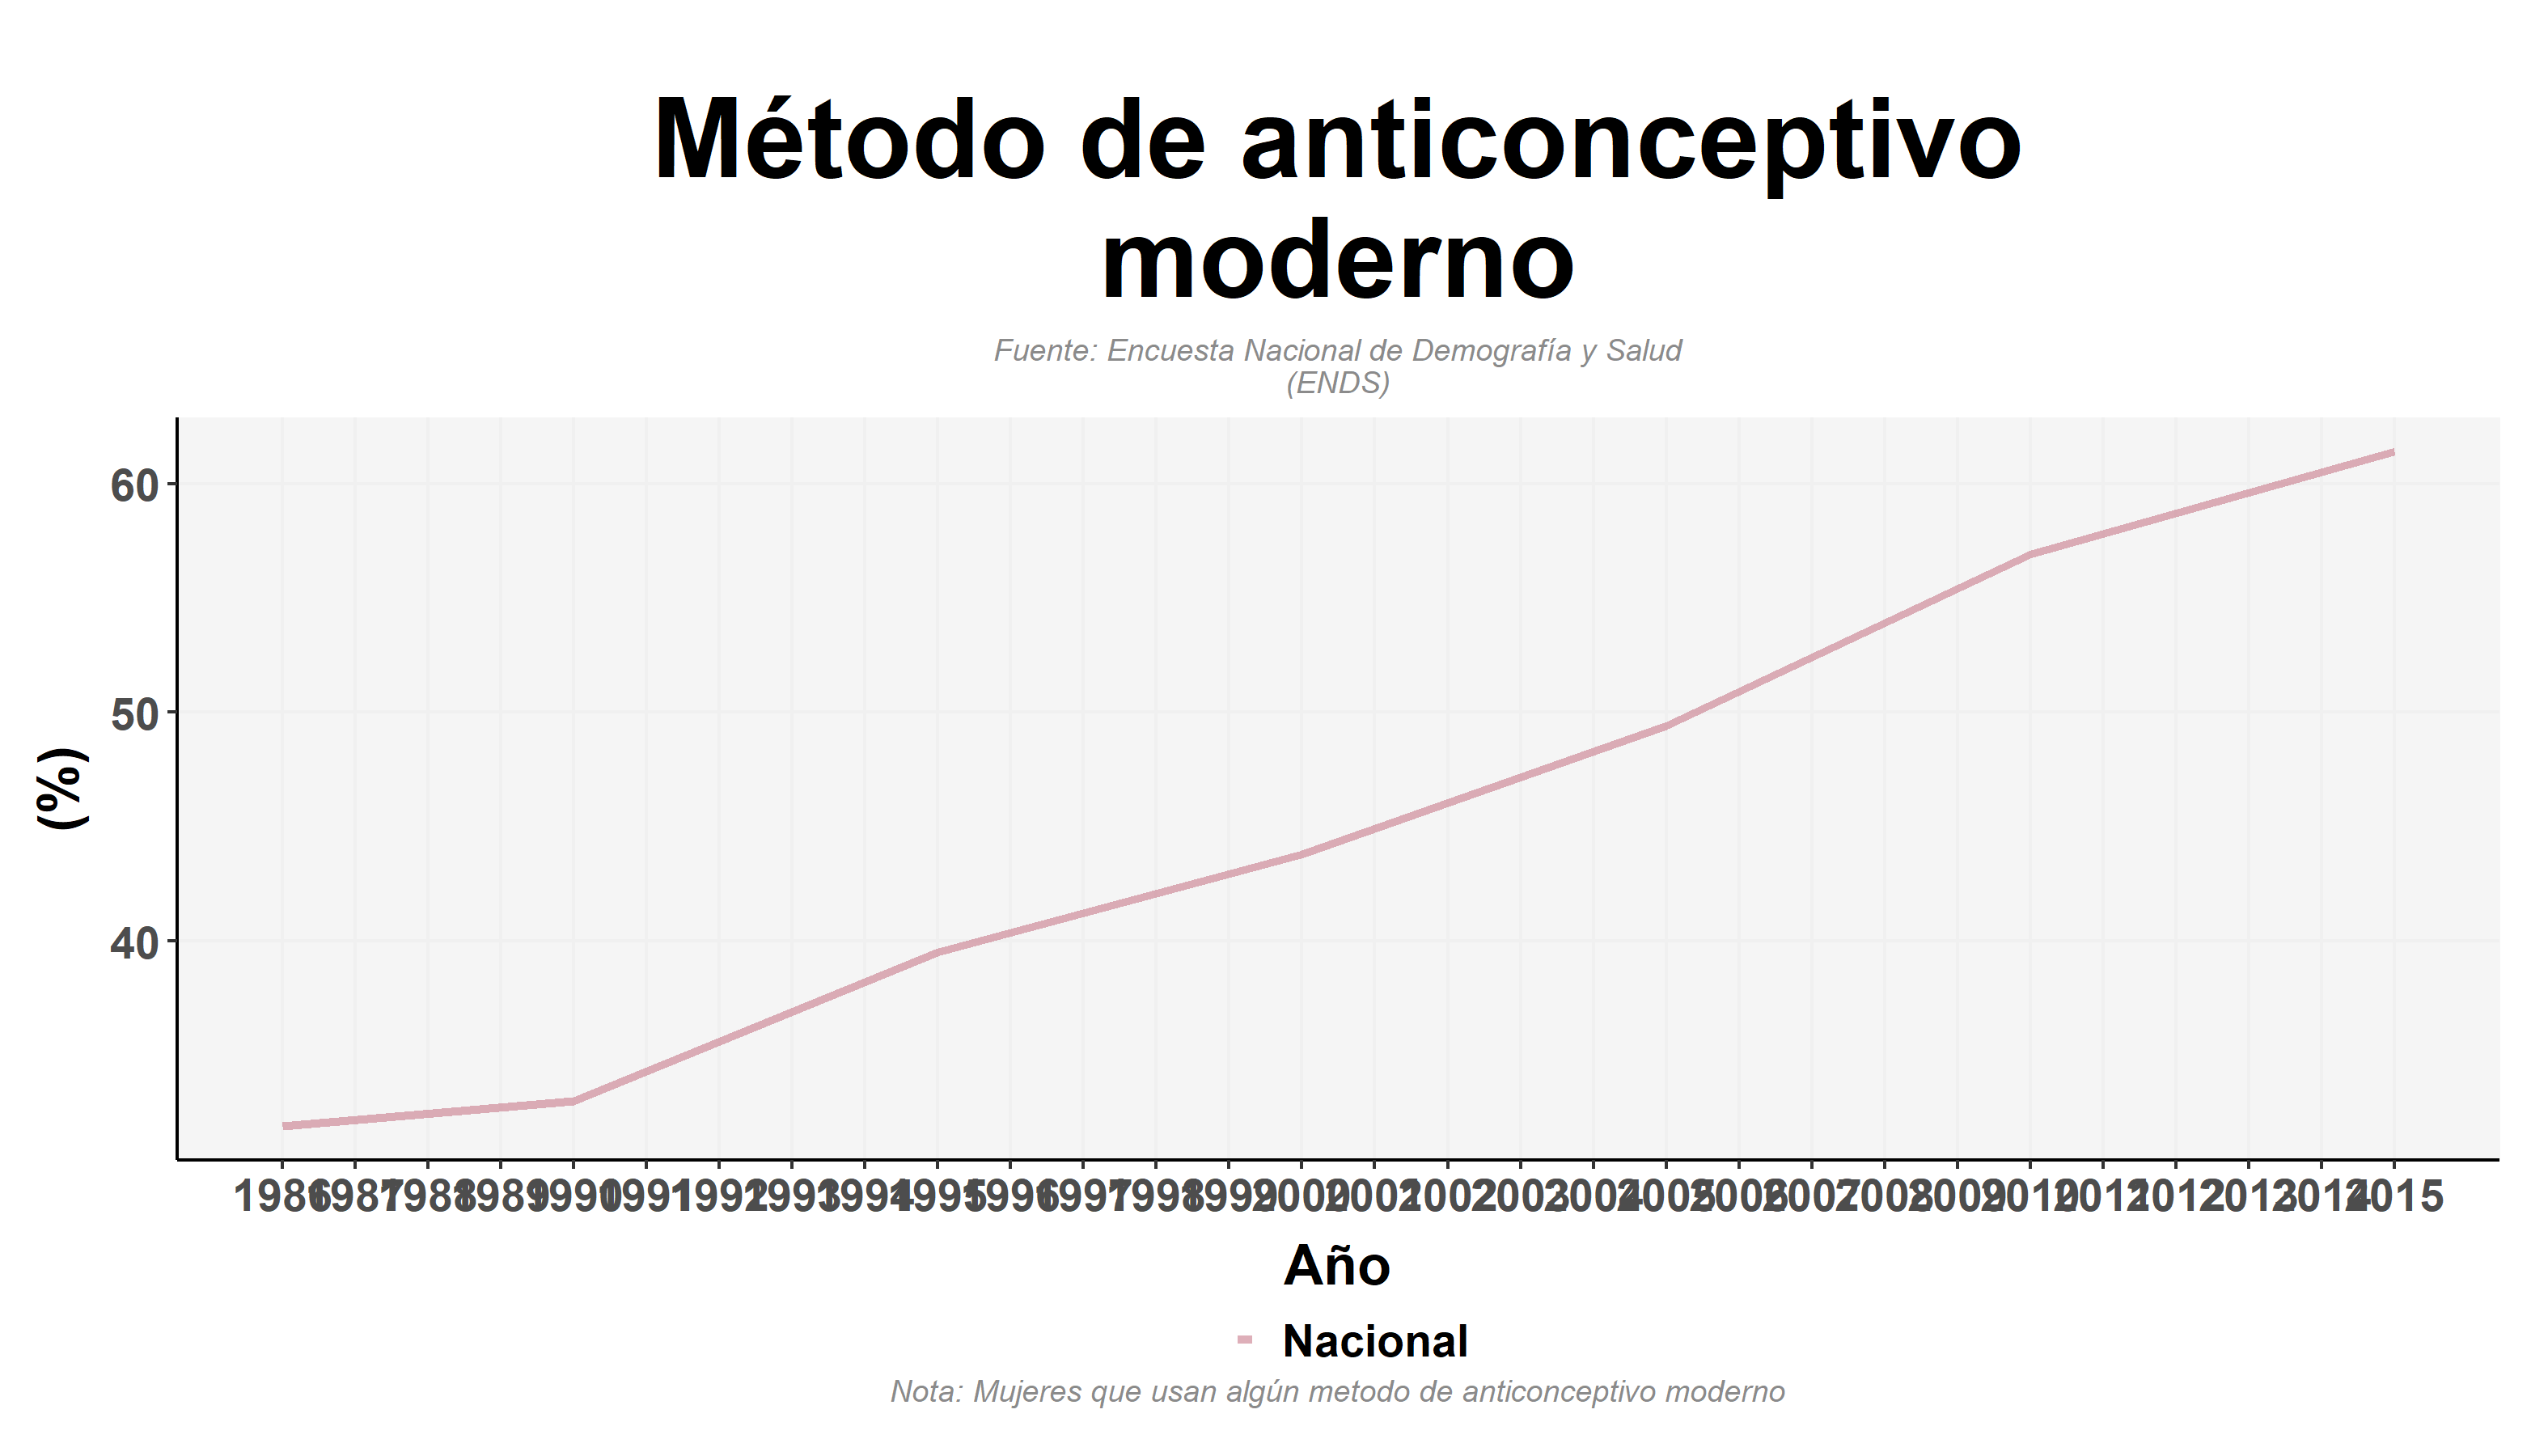 Método de anticonceptivo
moderno
Fuente: Encuesta Nacional de Demografía y Salud
(ENDS)
60
50
40
(%)
1986 1987 1988 1989 1990 1991 1992 1993 1994 1995 1996 1997 1998 1999 2000 2001 2002 2003 2004 2005 2006 2007 2008 2009 2010 2011 2012 2013 2014 2015
Año
Nacional
Nota: Mujeres que usan algún metodo de anticonceptivo moderno